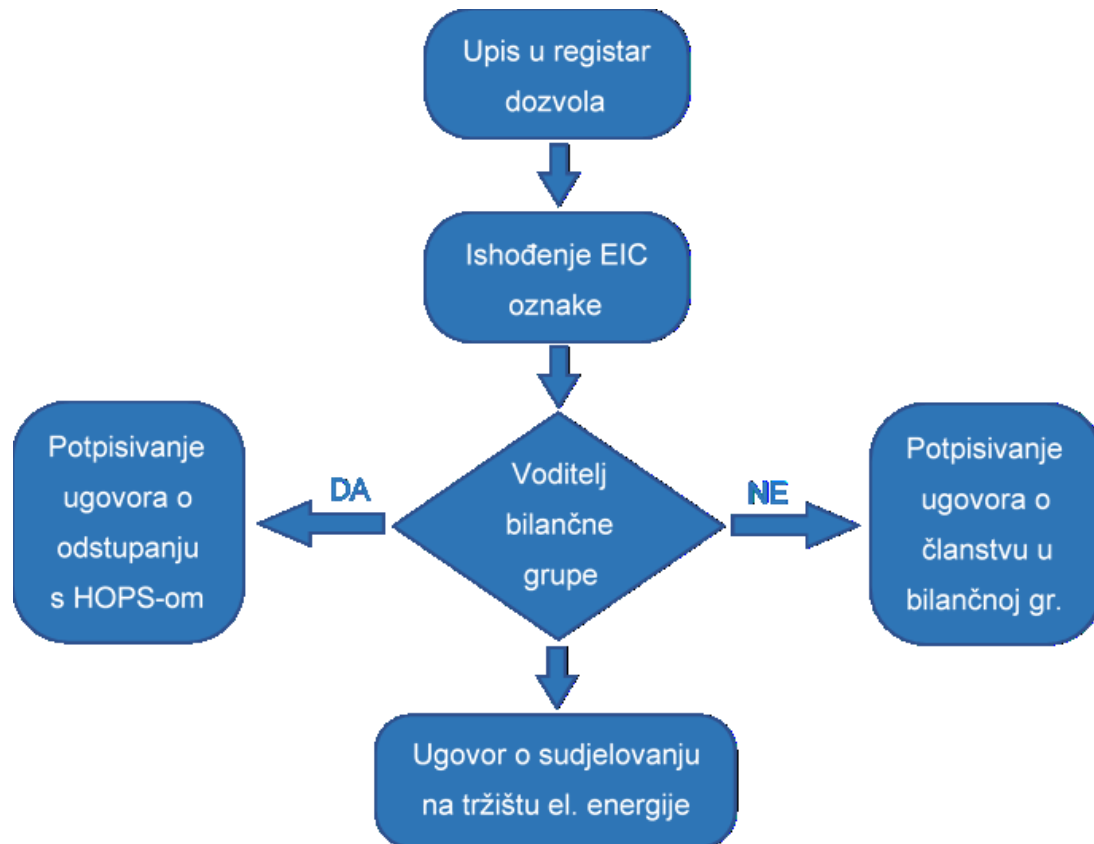 Upis u registar
dozvola
Ishođenje EIC
oznake
Potpisivanje
ugovora o
odstupanju
s HOPS-om
DA
Voditelj
bilančne
grupe
NE
Potpisivanje
ugovora o
članstvu u
bilančnoj gr.
Ugovor o sudjelovanju
na tržištu el. energije